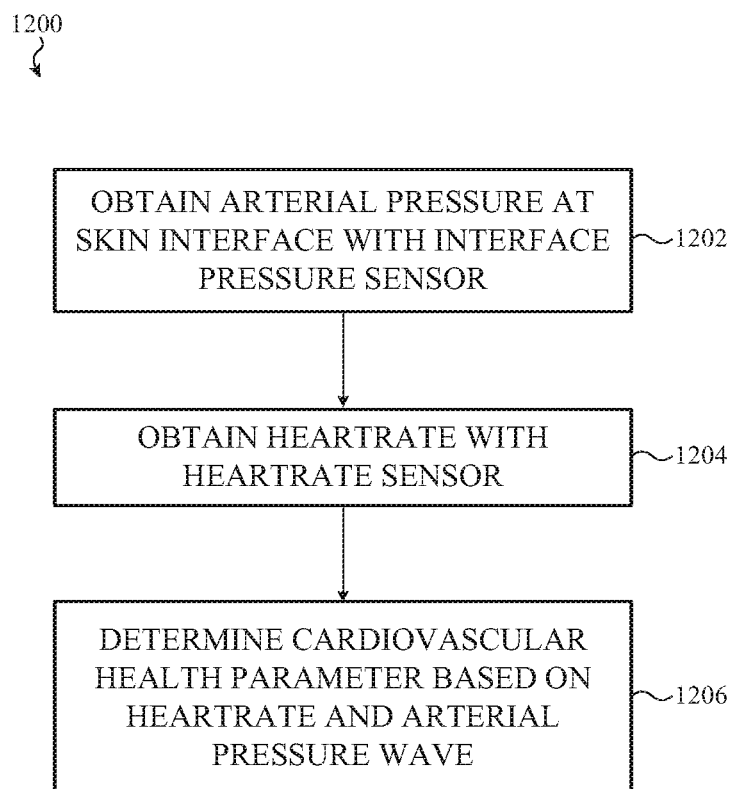 1200
OBTAIN ARTERIAL PRESSURE AT
SKIN INTERFACE WITH INTERFACE
PRESSURE SENSOR
1202
OBTAIN HEARTRATE WITH
HEARTRATE SENSOR
1204
DETERMINE CARDIOVASCULAR
HEALTH PARAMETER BASED ON
HEARTRATE AND ARTERIAL
PRESSURE WAVE
1206